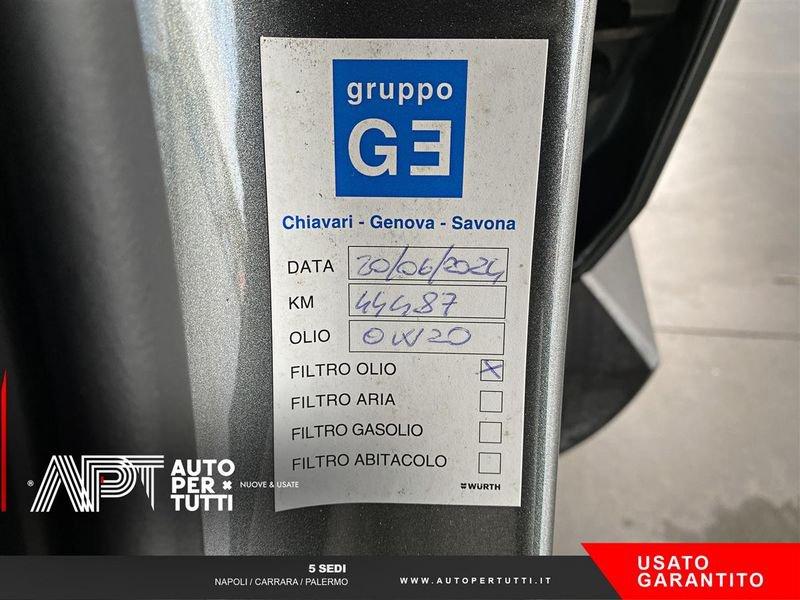 gruppo
GE
Chiavari - Genova - Savona
DATA 20/06/2024
KM 44487
OLIO 0W20
FILTRO OLIO X
FILTRO ARIA
FILTRO GASOLIO
FILTRO ABITACOLO
WÜRTH
® APT AUTO PER TUTTI NUOVE & USATE
5 SEDI
NAPOLI / CARRARA / PALERMO
WWW.AUTOPERTUTTI.IT
USATO
GARANTITO